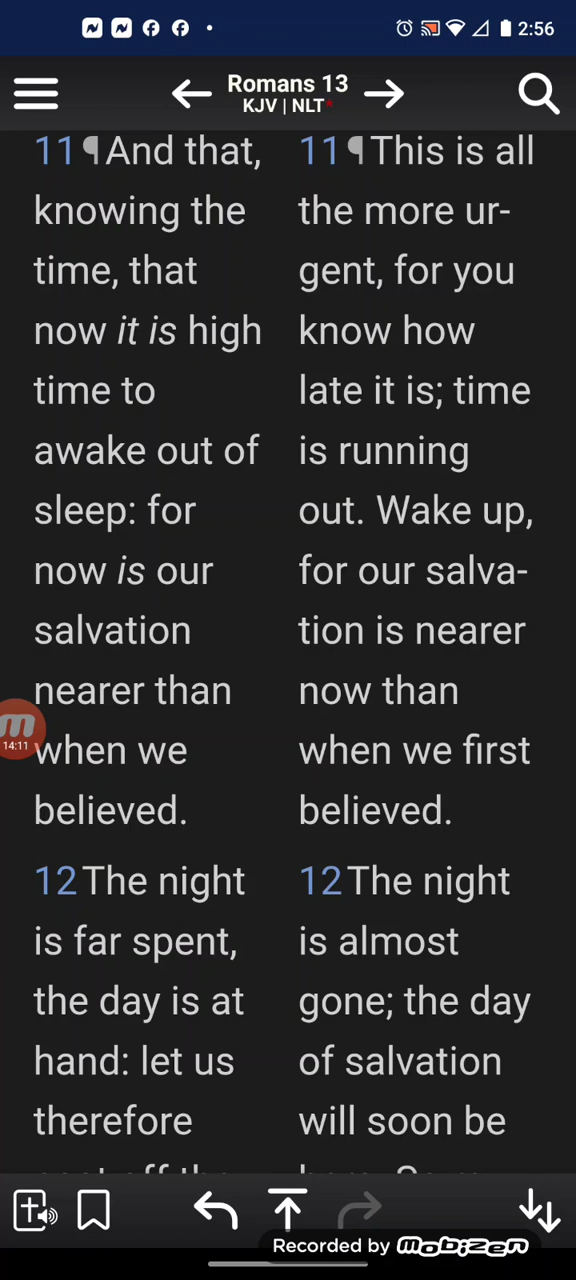 2:56
Romans 13
KJV | NLT*
11 ¶ And that,
knowing the
time, that
now it is high
time to
awake out of
sleep: for
now is our
salvation
nearer than
when we
believed.
12 The night
is far spent,
the day is at
hand: let us
therefore
11 ¶ This is all
the more ur-
gent, for you
know how
late it is; time
is running
out. Wake up,
for our salva-
tion is nearer
now than
when we first
believed.
12 The night
is almost
gone; the day
of salvation
will soon be
m
14:11
Recorded by mobizen